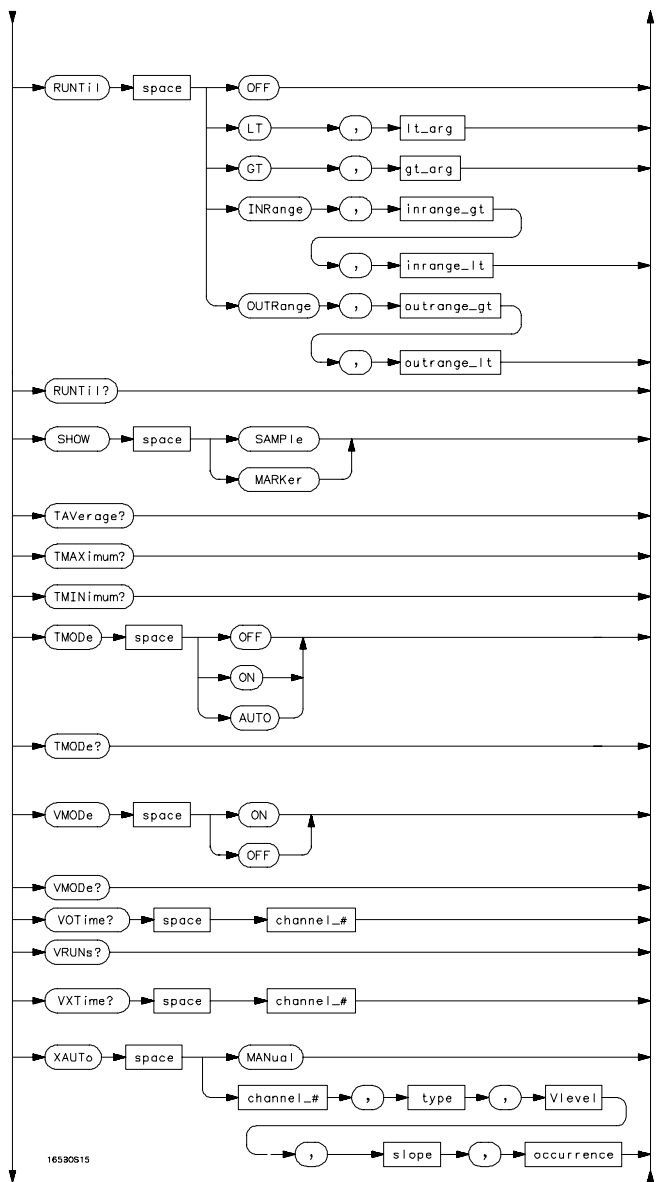 RUNTil space OFF
LT , lt_arg
GT , gt_arg
INRange , inrange_gt
, inrange_lt
OUTRange , outrange_gt
, outrange_lt
RUNTil?
SHOW space SAMPle
MARKer
TAVerage?
TMAXimum?
TMINimum?
TMODe space OFF
ON
AUTO
TMODe?
VMODe space ON
OFF
VMODe?
VOTime? space channel_#
VRUNs?
VXTime? space channel_#
XAUTo space MANual
channel_# , type , Vlevel
, slope , occurrence
16530S15